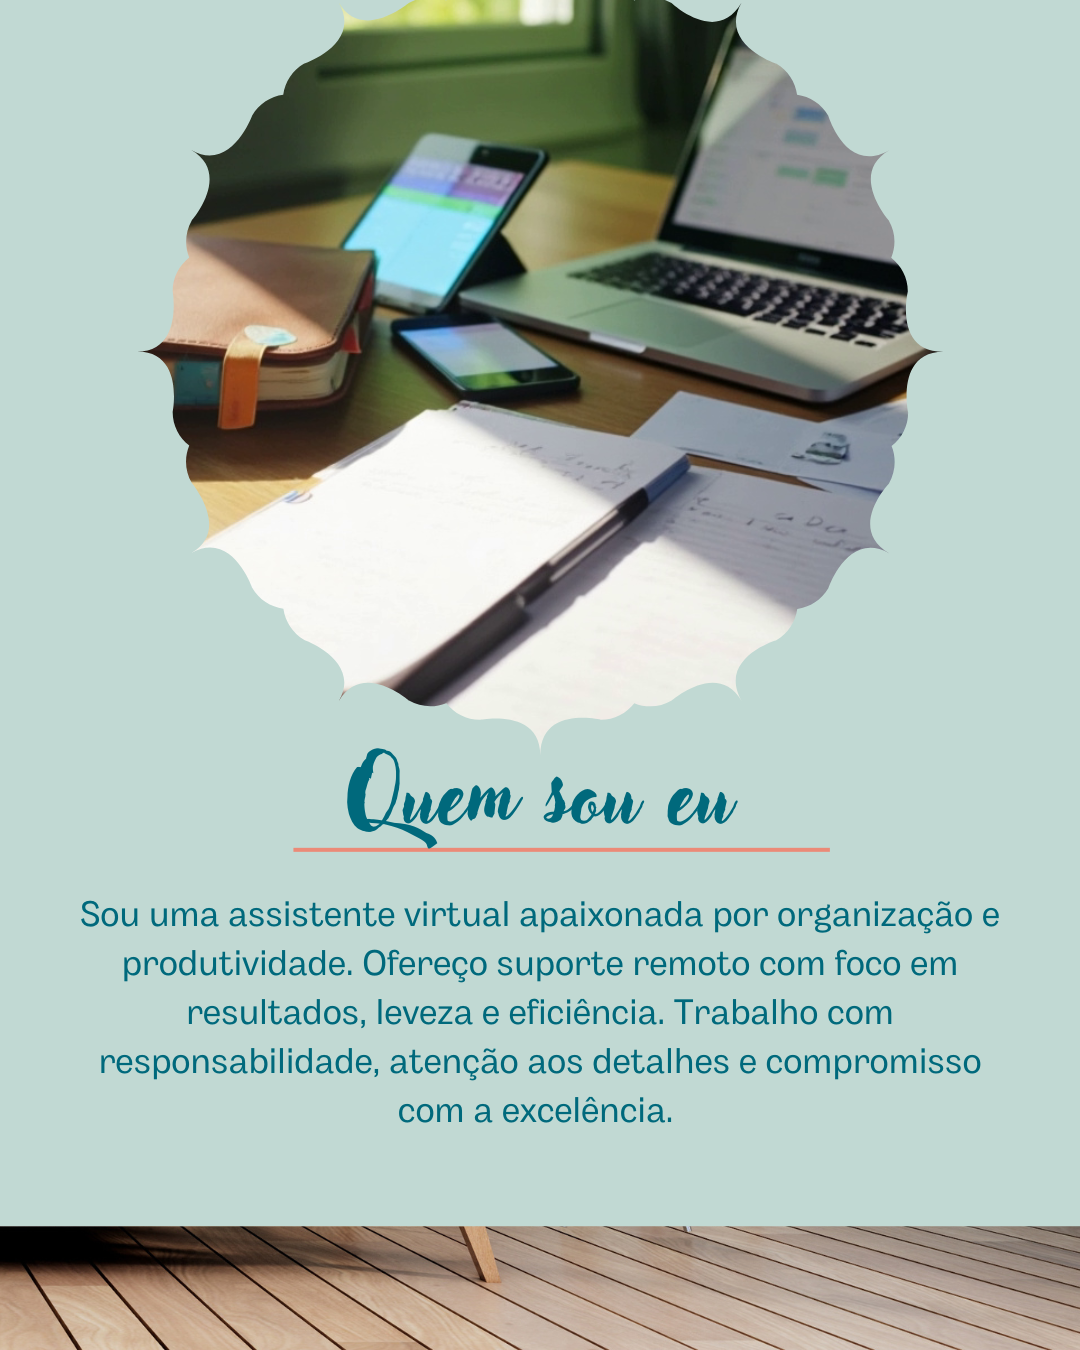 Quem sou eu
Sou uma assistente virtual apaixonada por organização e
produtividade. Ofereço suporte remoto com foco em
resultados, leveza e eficiência. Trabalho com
responsabilidade, atenção aos detalhes e compromisso
com a excelência.